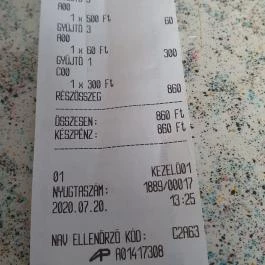 GYŰJTŐ 3
A00
1 x 500 Ft
GYŰJTŐ 3 60
A00
1 x 60 Ft
GYŰJTŐ 1 300
C00
1 x 300 Ft
RÉSZÖSSZEG 860
ÖSSZESEN: 860 Ft
KÉSZPÉNZ: 860 Ft
01 KEZELŐ01
NYUGTASZÁM: 1889/00017
2020.07.20. 13:25
NAV ELLENŐRZŐ KÓD: C2A63
AP A01417308